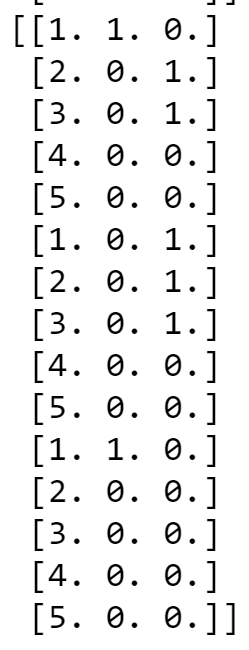 [[1. 1. 0.]
[2. 0. 1.]
[3. 0. 1.]
[4. 0. 0.]
[5. 0. 0.]
[1. 0. 1.]
[2. 0. 1.]
[3. 0. 1.]
[4. 0. 0.]
[5. 0. 0.]
[1. 1. 0.]
[2. 0. 0.]
[3. 0. 0.]
[4. 0. 0.]
[5. 0. 0.]]